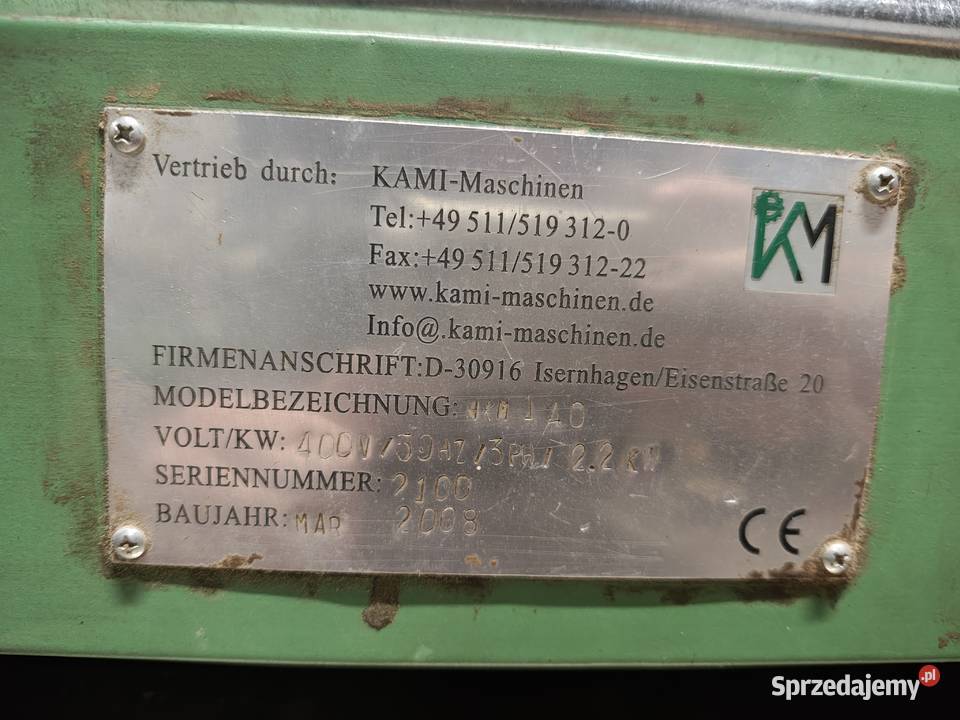 Vertrieb durch: KAMI-Maschinen
Tel:+49 511/519 312-0
Fax:+49 511/519 312-22
www.kami-maschinen.de
Info@.kami-maschinen.de
KM
FIRMENANSCHRIFT:D-30916 Isernhagen/Eisenstraße 20
MODELBEZEICHNUNG:
VOLT/KW: 400V/50HZ/3PH/ 2.2KW
SERIENNUMMER: 2100
BAUJAHR: MAR 2008
CE
Sprzedajemy.pl